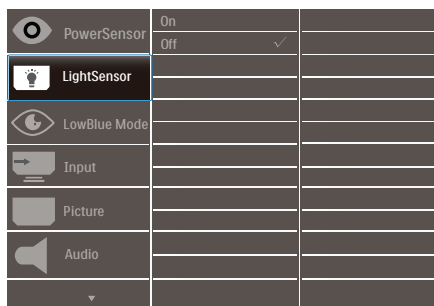 PowerSensor
On
Off
LightSensor
LowBlue Mode
Input
Picture
Audio